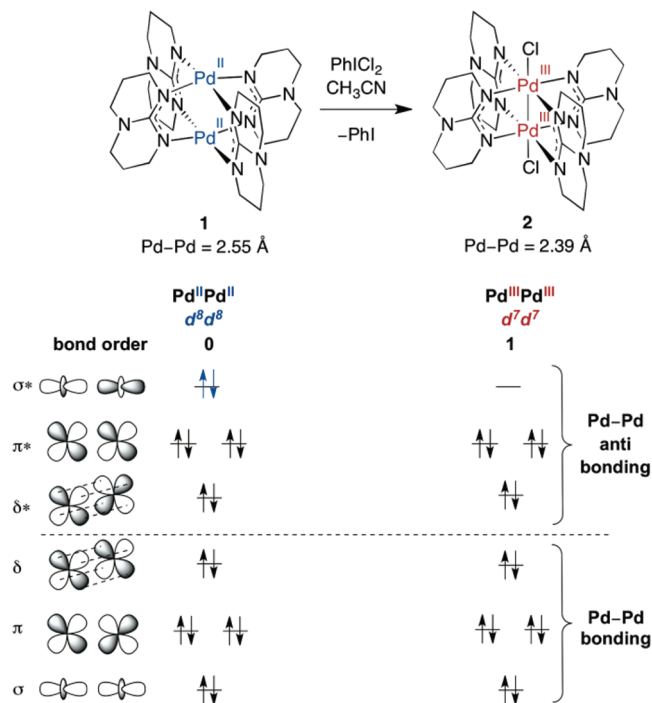 N N N N N N N N N N N N
Pd II
Pd II
PhICl2
CH3CN
−PhI
Cl
Pd III
Pd III
Cl
N N N N N N N N N N N N
1
2
Pd−Pd = 2.55 Å
Pd−Pd = 2.39 Å
PdIIPdII
PdIIIPdIII
d8d8
d7d7
bond order
0
1
σ*
π*
δ*
Pd−Pd
anti
bonding
δ
π
σ
Pd−Pd
bonding